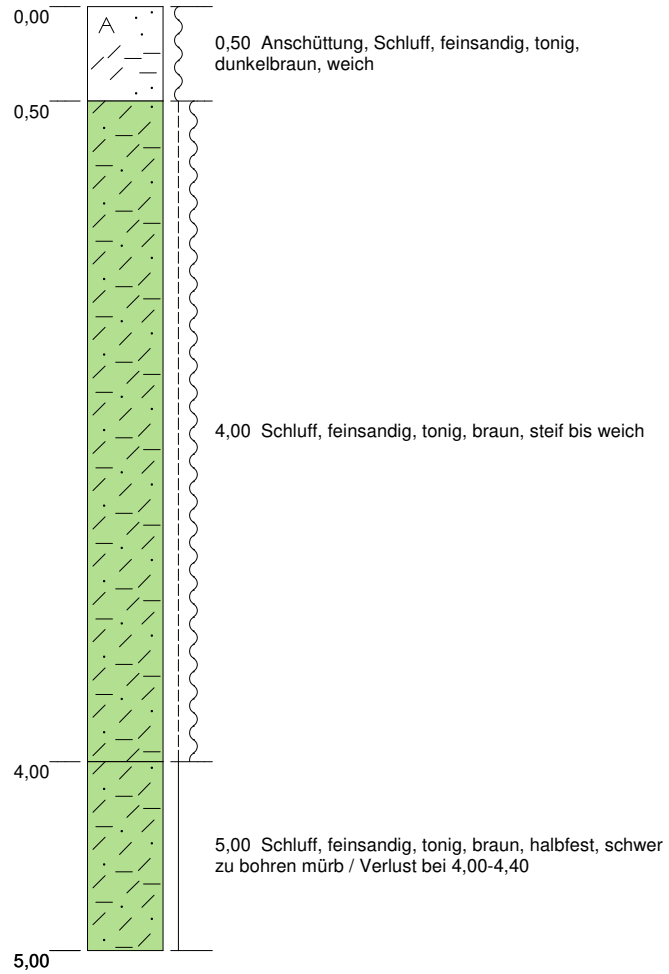 0,00
A
0,50 Anschüttung, Schluff, feinsandig, tonig,
dunkelbraun, weich
0,50
4,00 Schluff, feinsandig, tonig, braun, steif bis weich
4,00
5,00 Schluff, feinsandig, tonig, braun, halbfest, schwer
zu bohren mürb / Verlust bei 4,00-4,40
5,00